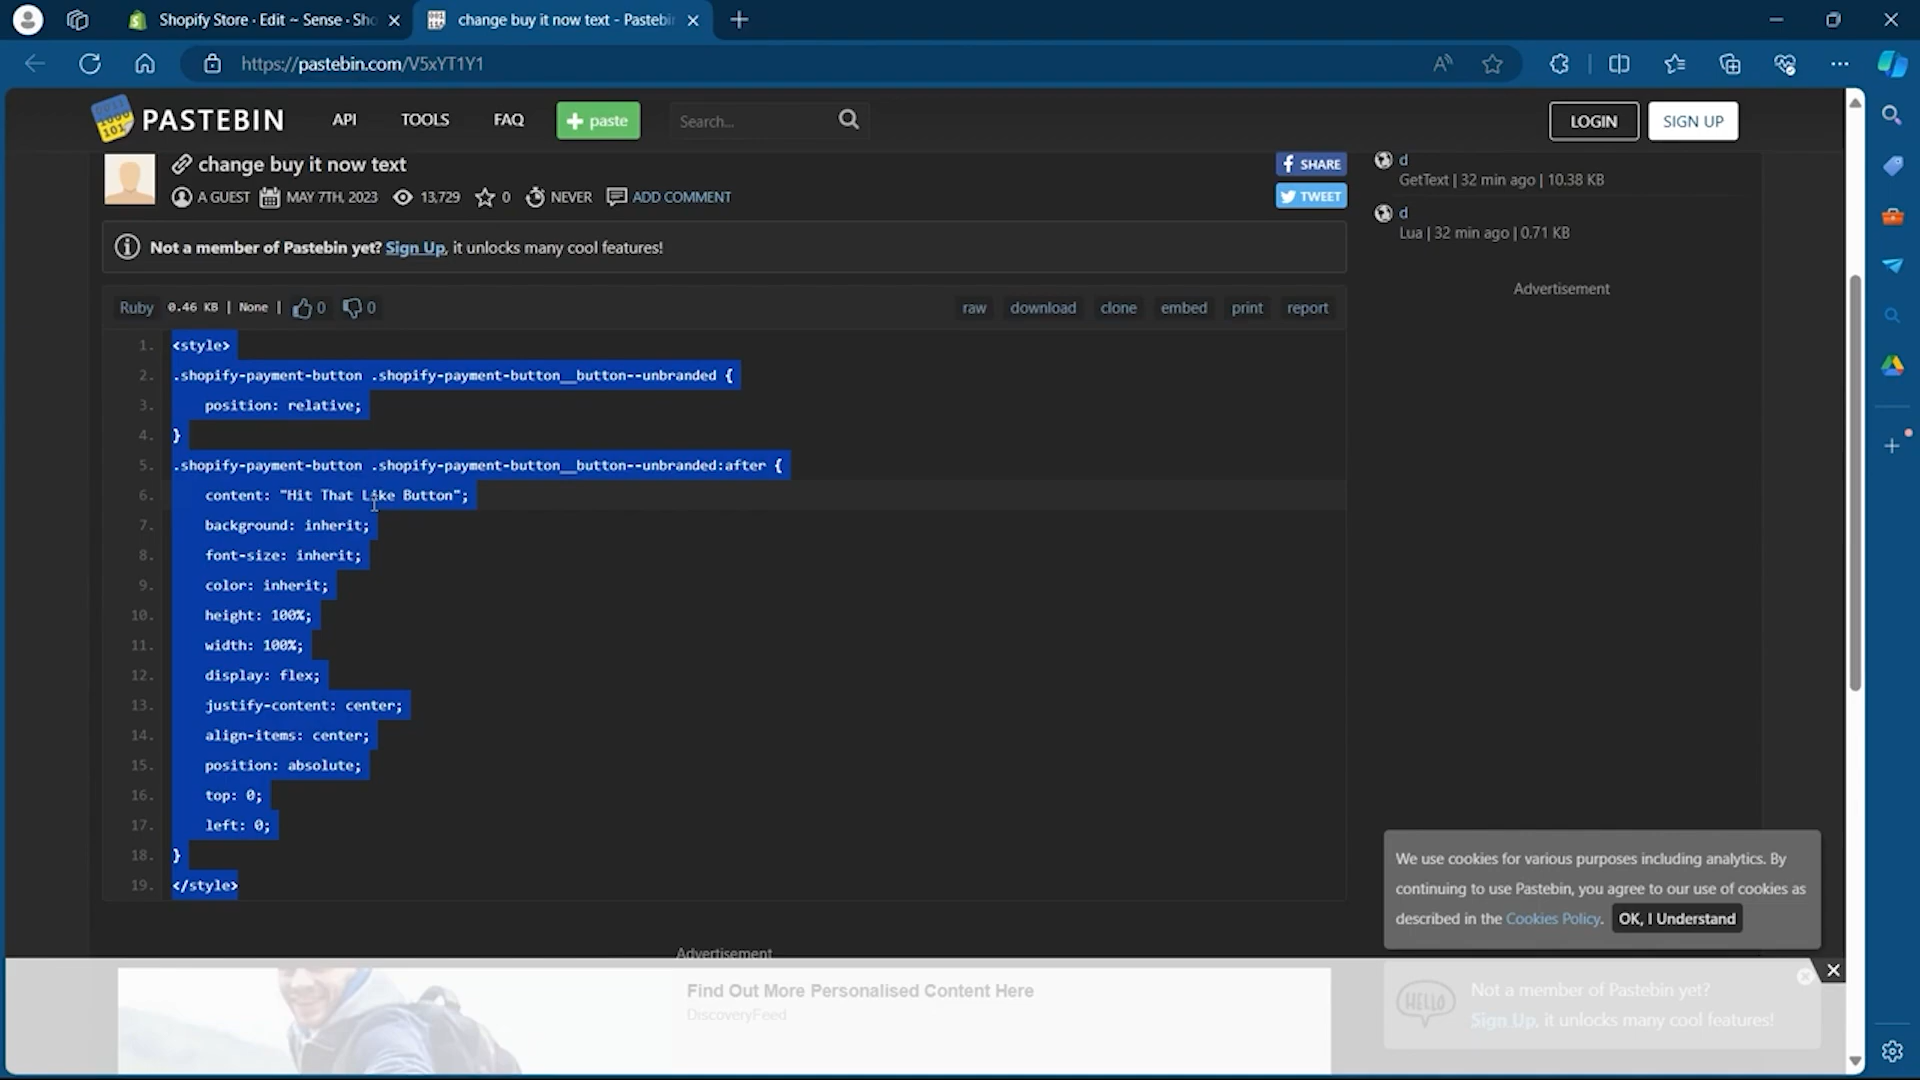 Shopify Store · Edit ~ Sense · Sho
change buy it now text - Pastebi
https://pastebin.com/V5xYT1Y1
PASTEBIN
API
TOOLS
FAQ
+ paste
Search...
LOGIN
SIGN UP
change buy it now text
A GUEST
MAY 7TH, 2023
13,729
0
NEVER
ADD COMMENT
SHARE
TWEET
d
GetText | 32 min ago | 10.38 KB
d
Lua | 32 min ago | 0.71 KB
Advertisement
Not a member of Pastebin yet? Sign Up, it unlocks many cool features!
Ruby 0.46 KB | None | 0 0
raw download clone embed print report
1. <style>
2. .shopify-payment-button .shopify-payment-button__button--unbranded {
3. position: relative;
4. }
5. .shopify-payment-button .shopify-payment-button__button--unbranded:after {
6. content: "Hit That Like Button";
7. background: inherit;
8. font-size: inherit;
9. color: inherit;
10. height: 100%;
11. width: 100%;
12. display: flex;
13. justify-content: center;
14. align-items: center;
15. position: absolute;
16. top: 0;
17. left: 0;
18. }
19. </style>
We use cookies for various purposes including analytics. By
continuing to use Pastebin, you agree to our use of cookies as
described in the Cookies Policy. OK, I Understand
Advertisement
Find Out More Personalised Content Here
DiscoveryFeed
HELLO
Not a member of Pastebin yet?
Sign Up, it unlocks many cool features!